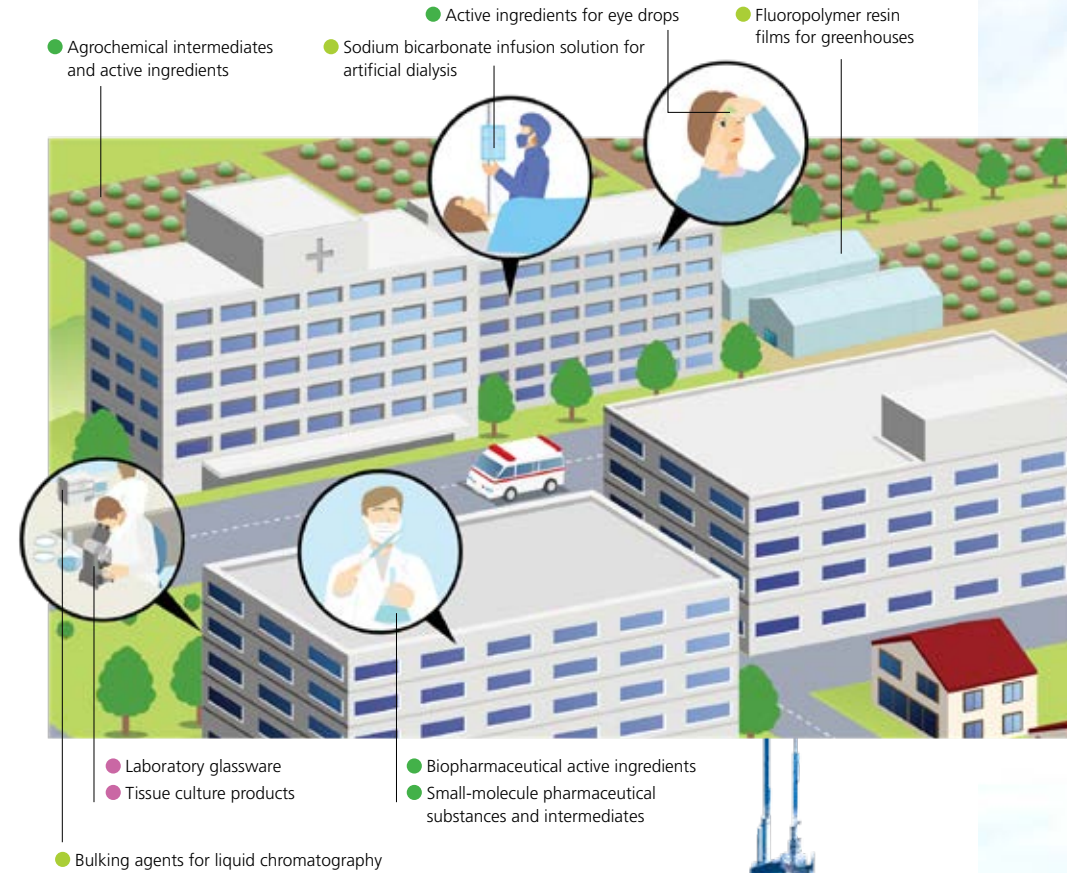 Active ingredients for eye drops
Fluoropolymer resin
films for greenhouses
Agrochemical intermediates
and active ingredients
Sodium bicarbonate infusion solution for
artificial dialysis
Laboratory glassware
Tissue culture products
Biopharmaceutical active ingredients
Small-molecule pharmaceutical
substances and intermediates
Bulking agents for liquid chromatography